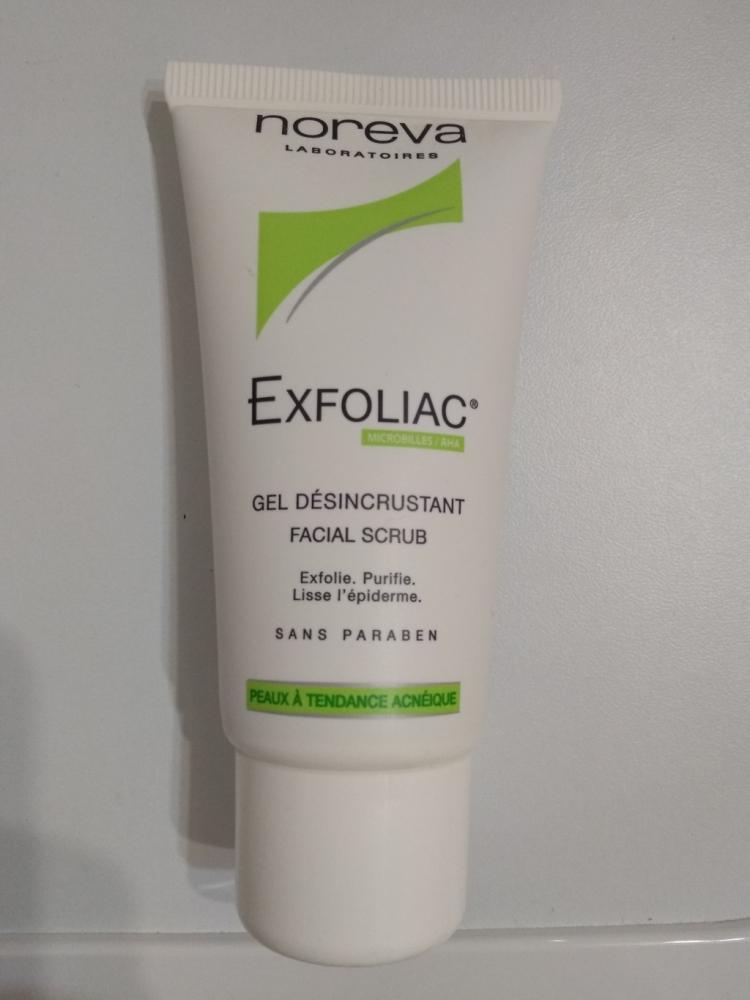 noreva
LABORATOIRES
EXFOLIAC®
MICROBILLES / AHA
GEL DÉSINCRUSTANT
FACIAL SCRUB
Exfolie. Purifie.
Lisse l'épiderme.
SANS PARABEN
PEAUX À TENDANCE ACNÉIQUE